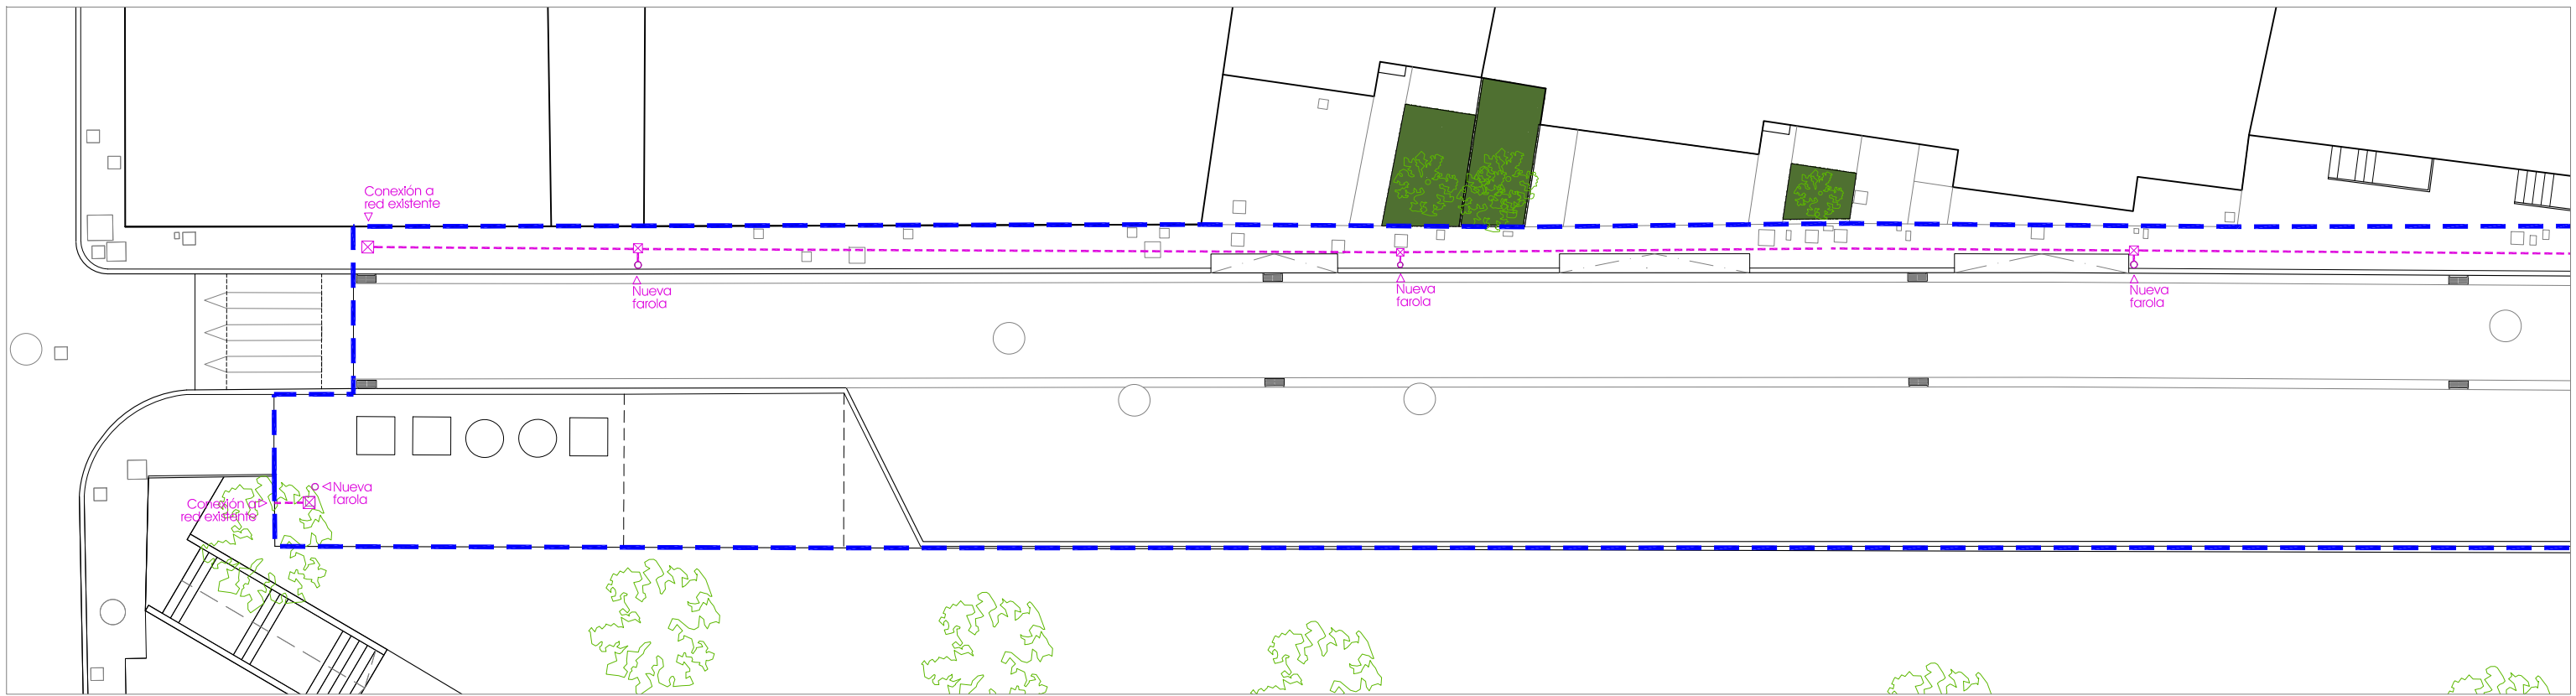 Conexión a
red existente
Nueva
farola
Nueva
farola
Nueva
farola
Nueva
farola
Conexión a
red existente